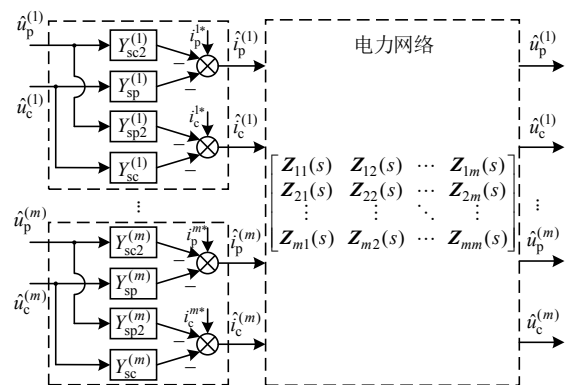 û_p^(1)
Y_sc2^(1)
i_p^1*
î_p^(1)
电力网络
û_p^(1)
−
û_c^(1)
Y_sp^(1)
−
i_c^1*
Y_sp2^(1)
î_c^(1)
û_c^(1)
−
Y_sc^(1)
−
Z_11(s) Z_12(s) ⋯ Z_1m(s)
Z_21(s) Z_22(s) ⋯ Z_2m(s)
⋮ ⋮ ⋱ ⋮
Z_m1(s) Z_m2(s) ⋯ Z_mm(s)
⋮
⋮
û_p^(m)
Y_sc2^(m)
i_p^m*
î_p^(m)
û_p^(m)
−
û_c^(m)
Y_sp^(m)
−
i_c^m*
Y_sp2^(m)
î_c^(m)
û_c^(m)
−
Y_sc^(m)
−